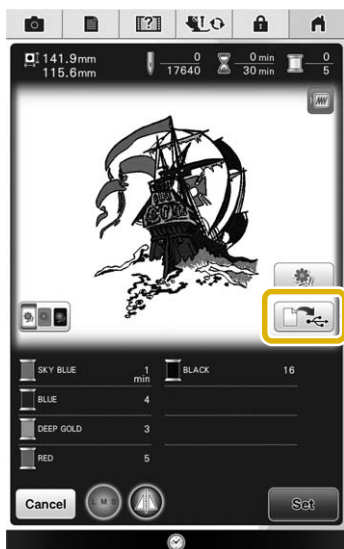 141.9mm
115.6mm
0
17640
0 min
30 min
0
5
SKY BLUE 1
min
BLUE 4
DEEP GOLD 3
RED 5
BLACK 16
Cancel
L M S
Set